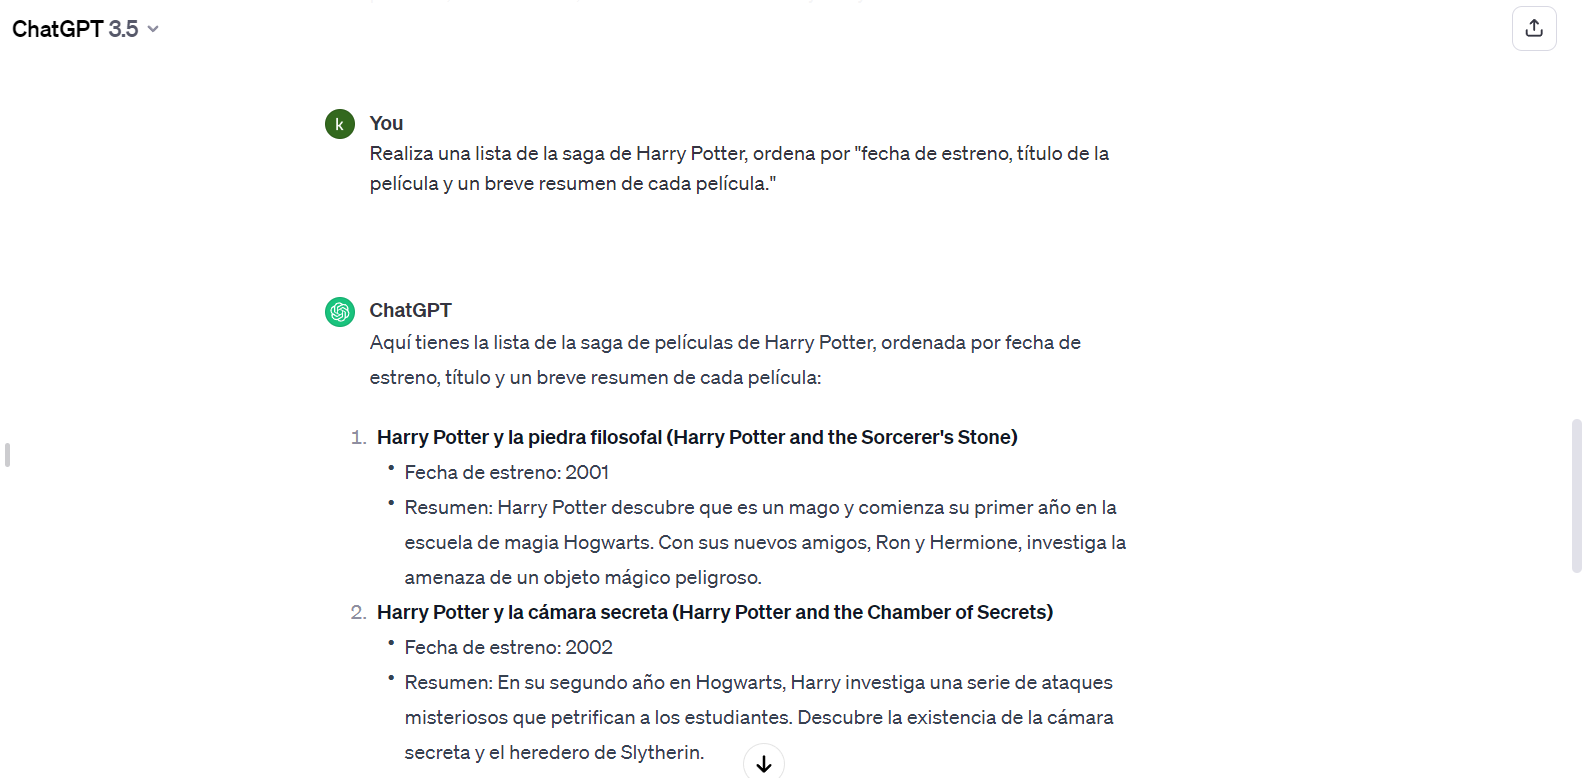 ChatGPT 3.5
k
You
Realiza una lista de la saga de Harry Potter, ordena por "fecha de estreno, título de la
película y un breve resumen de cada película."
ChatGPT
Aquí tienes la lista de la saga de películas de Harry Potter, ordenada por fecha de
estreno, título y un breve resumen de cada película:
1. Harry Potter y la piedra filosofal (Harry Potter and the Sorcerer's Stone)
• Fecha de estreno: 2001
• Resumen: Harry Potter descubre que es un mago y comienza su primer año en la
escuela de magia Hogwarts. Con sus nuevos amigos, Ron y Hermione, investiga la
amenaza de un objeto mágico peligroso.
2. Harry Potter y la cámara secreta (Harry Potter and the Chamber of Secrets)
• Fecha de estreno: 2002
• Resumen: En su segundo año en Hogwarts, Harry investiga una serie de ataques
misteriosos que petrifican a los estudiantes. Descubre la existencia de la cámara
secreta y el heredero de Slytherin.